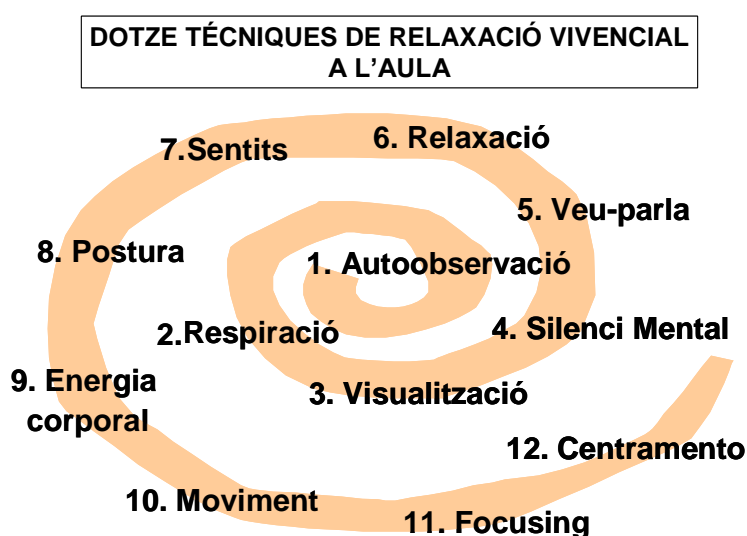 DOTZE TÉCNIQUES DE RELAXACIÓ VIVENCIAL
A L’AULA
1. Autoobservació
2.Respiració
3. Visualització
4. Silenci Mental
5. Veu-parla
6. Relaxació
7.Sentits
8. Postura
9. Energia
corporal
10. Moviment
11. Focusing
12. Centramento